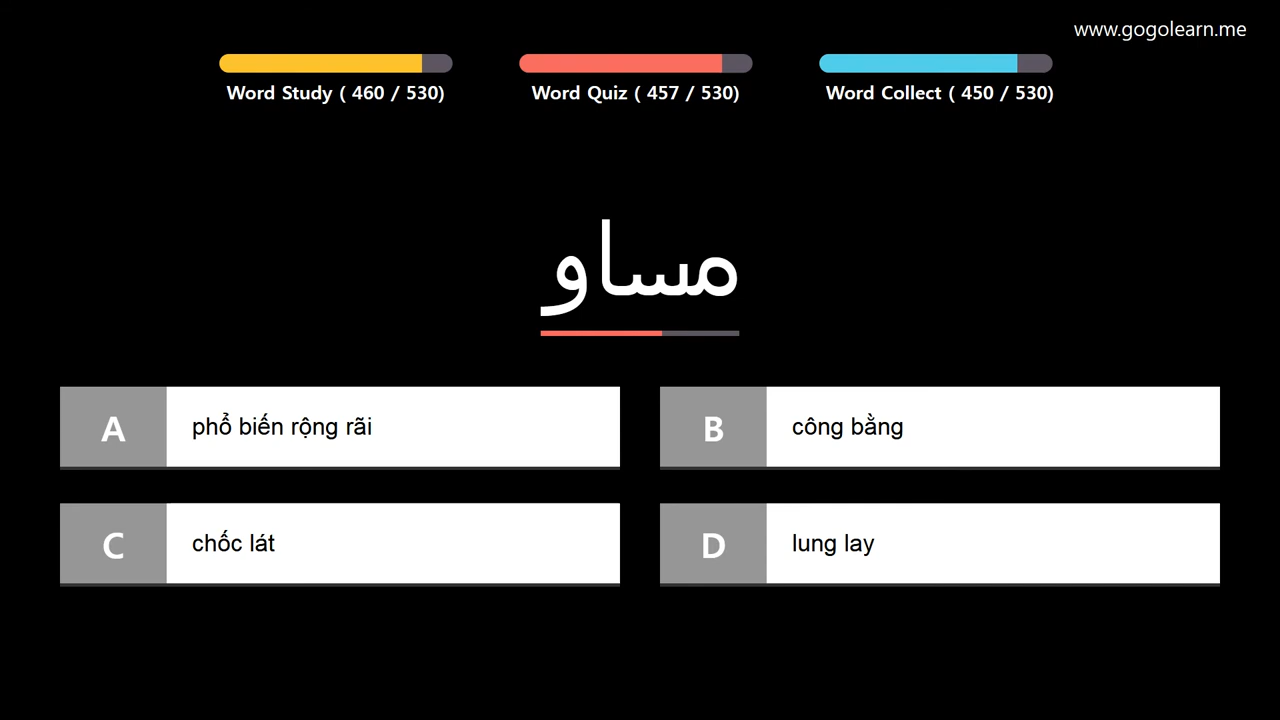 www.gogolearn.me
Word Study ( 460 / 530)
Word Quiz ( 457 / 530)
Word Collect ( 450 / 530)
مساو
A phổ biến rộng rãi
B công bằng
C chốc lát
D lung lay